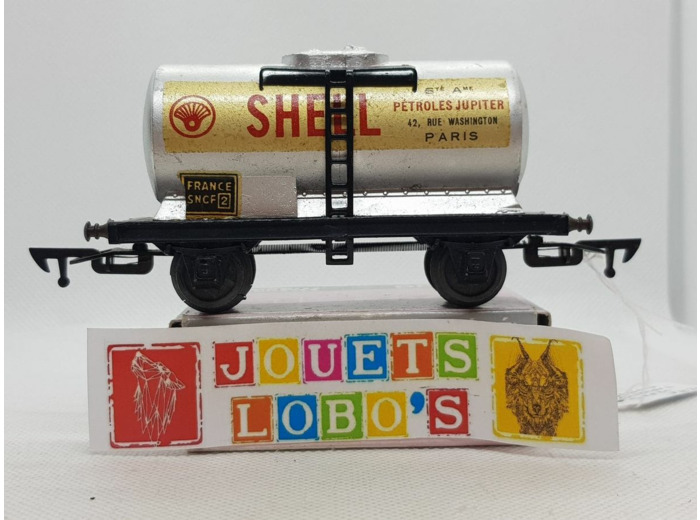 SHELL
STÉ AME
PÉTROLES JUPITER
42, RUE WASHINGTON
PARIS
FRANCE
SNCF 2
JOUETS
LOBO'S